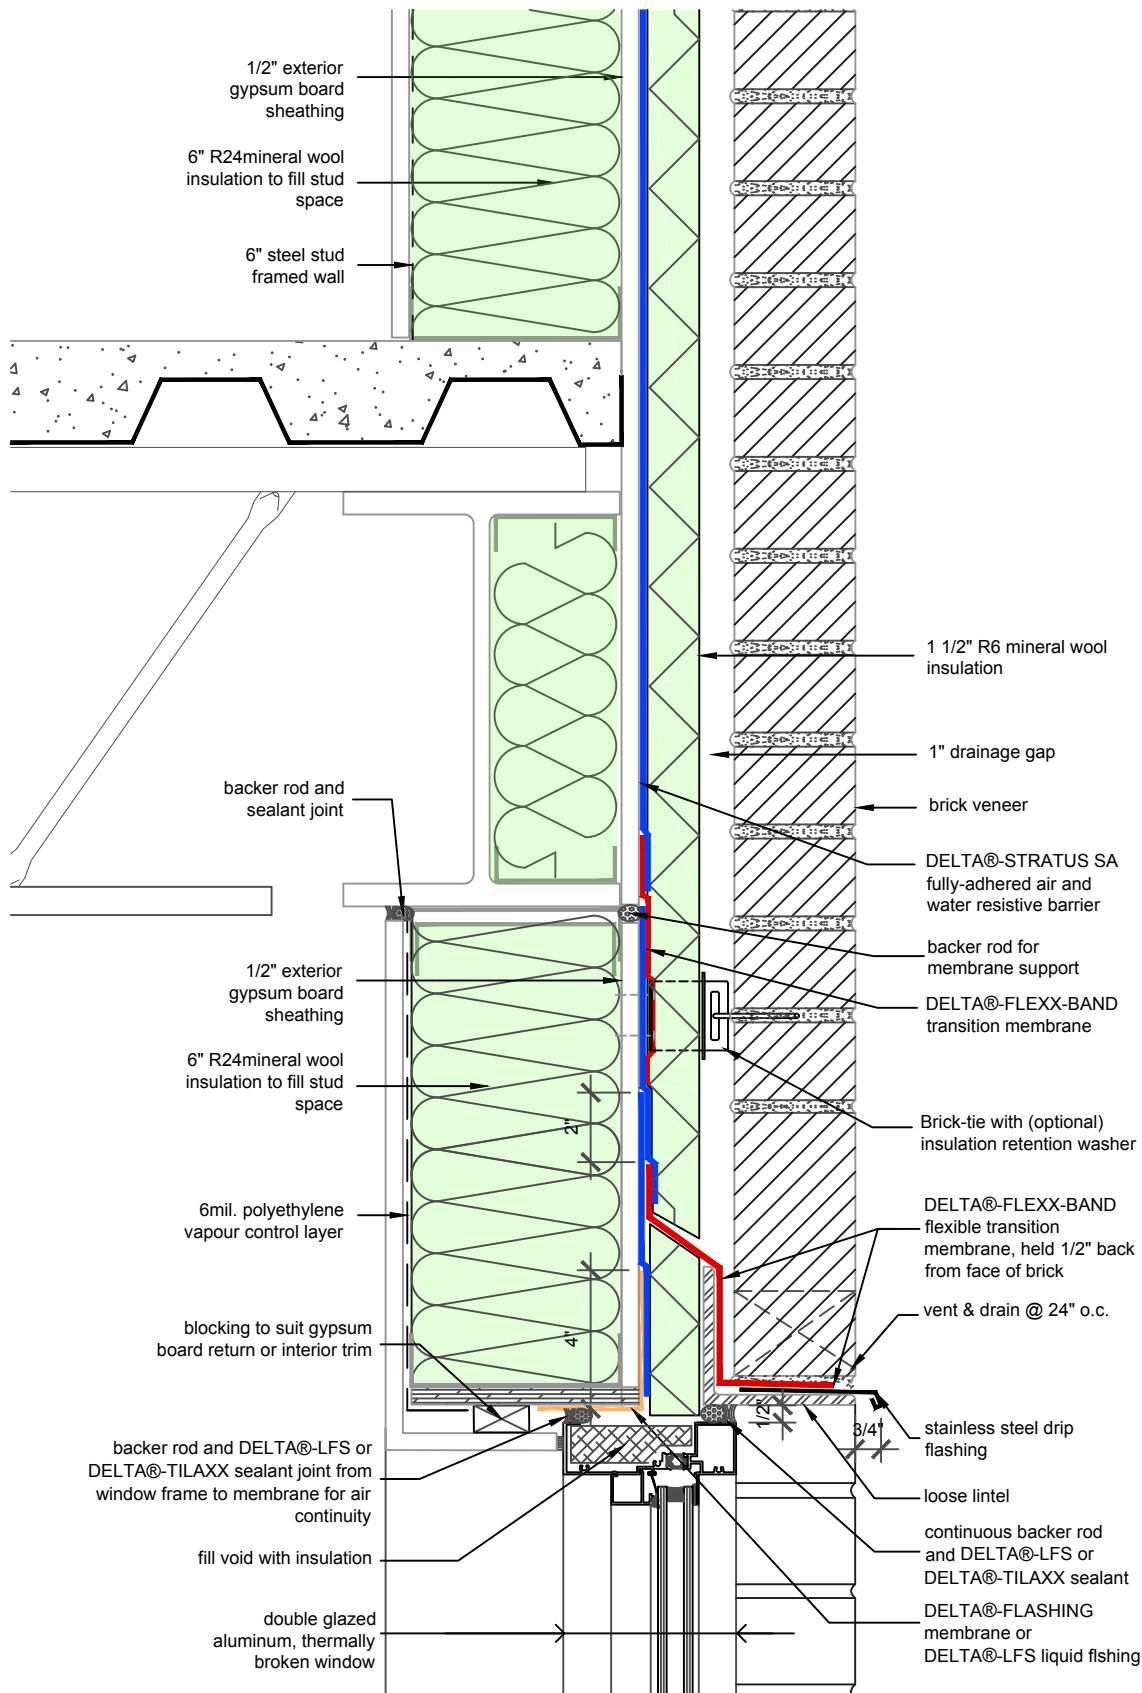 1/2" exterior
gypsum board
sheathing
6" R24mineral wool
insulation to fill stud
space
6" steel stud
framed wall
backer rod and
sealant joint
1/2" exterior
gypsum board
sheathing
6" R24mineral wool
insulation to fill stud
space
6mil. polyethylene
vapour control layer
blocking to suit gypsum
board return or interior trim
backer rod and DELTA®-LFS or
DELTA®-TILAXX sealant joint from
window frame to membrane for air
continuity
fill void with insulation
double glazed
aluminum, thermally
broken window
2"
4"
1/2"
3/4"
1 1/2" R6 mineral wool
insulation
1" drainage gap
brick veneer
DELTA®-STRATUS SA
fully-adhered air and
water resistive barrier
backer rod for
membrane support
DELTA®-FLEXX-BAND
transition membrane
Brick-tie with (optional)
insulation retention washer
DELTA®-FLEXX-BAND
flexible transition
membrane, held 1/2" back
from face of brick
vent & drain @ 24" o.c.
stainless steel drip
flashing
loose lintel
continuous backer rod
and DELTA®-LFS or
DELTA®-TILAXX sealant
DELTA®-FLASHING
membrane or
DELTA®-LFS liquid flshing